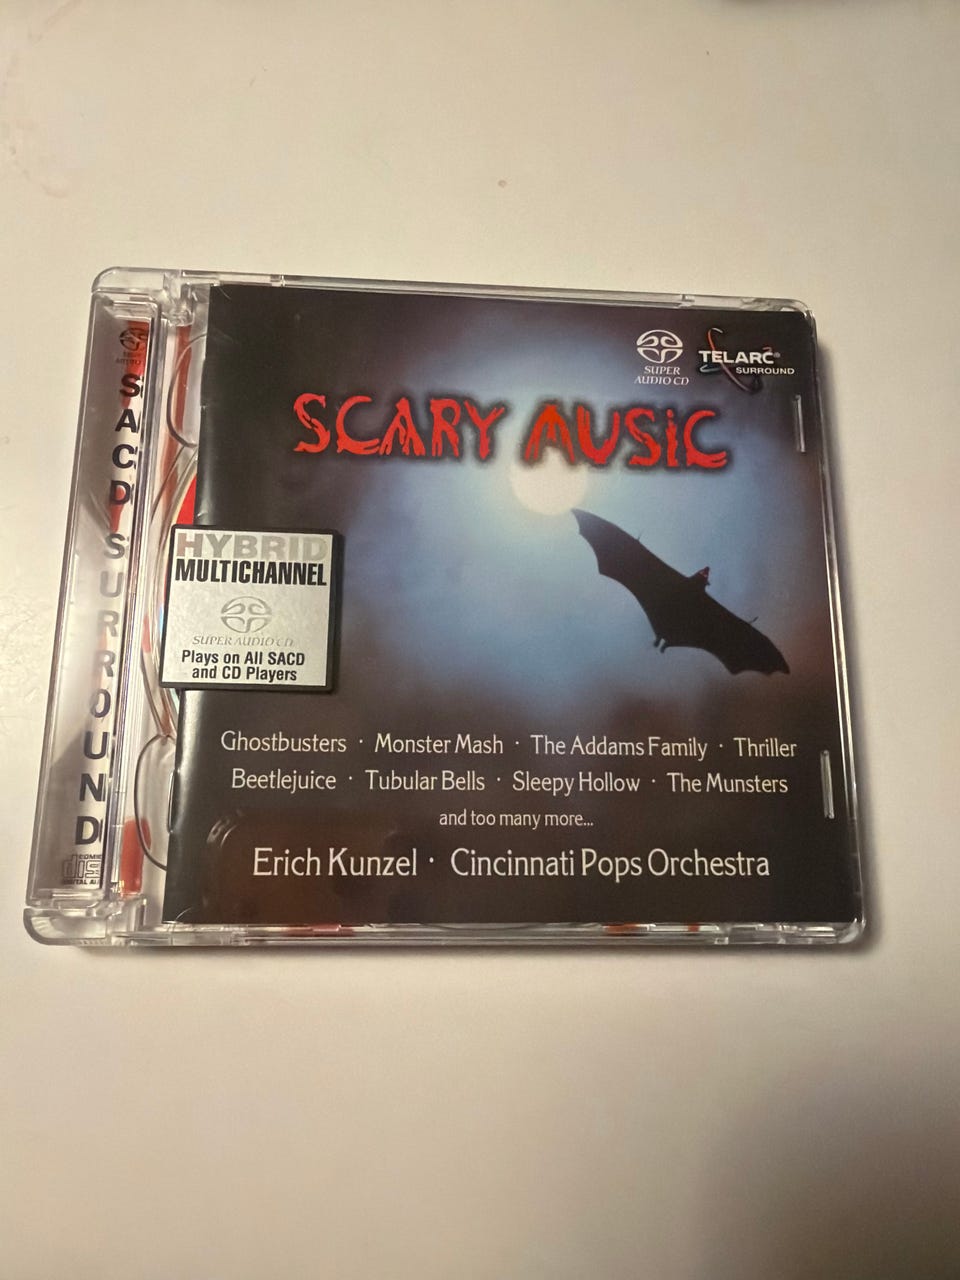 SUPER
AUDIO CD
TELARC®
SURROUND
SCARY MUSIC
SACD SURROUND
HYBRID
MULTICHANNEL
SUPER AUDIO CD
Plays on All SACD
and CD Players
Ghostbusters · Monster Mash · The Addams Family · Thriller
Beetlejuice · Tubular Bells · Sleepy Hollow · The Munsters
and too many more...
Erich Kunzel · Cincinnati Pops Orchestra